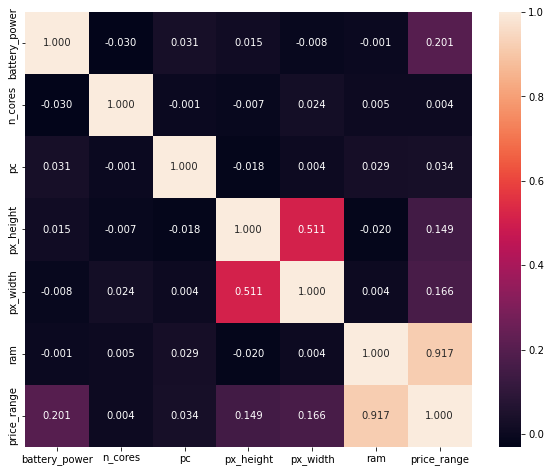 battery_power 1.000 -0.030 0.031 0.015 -0.008 -0.001 0.201
n_cores -0.030 1.000 -0.001 -0.007 0.024 0.005 0.004
pc 0.031 -0.001 1.000 -0.018 0.004 0.029 0.034
px_height 0.015 -0.007 -0.018 1.000 0.511 -0.020 0.149
px_width -0.008 0.024 0.004 0.511 1.000 0.004 0.166
ram -0.001 0.005 0.029 -0.020 0.004 1.000 0.917
price_range 0.201 0.004 0.034 0.149 0.166 0.917 1.000
battery_power n_cores pc px_height px_width ram price_range
1.0
0.8
0.6
0.4
0.2
0.0